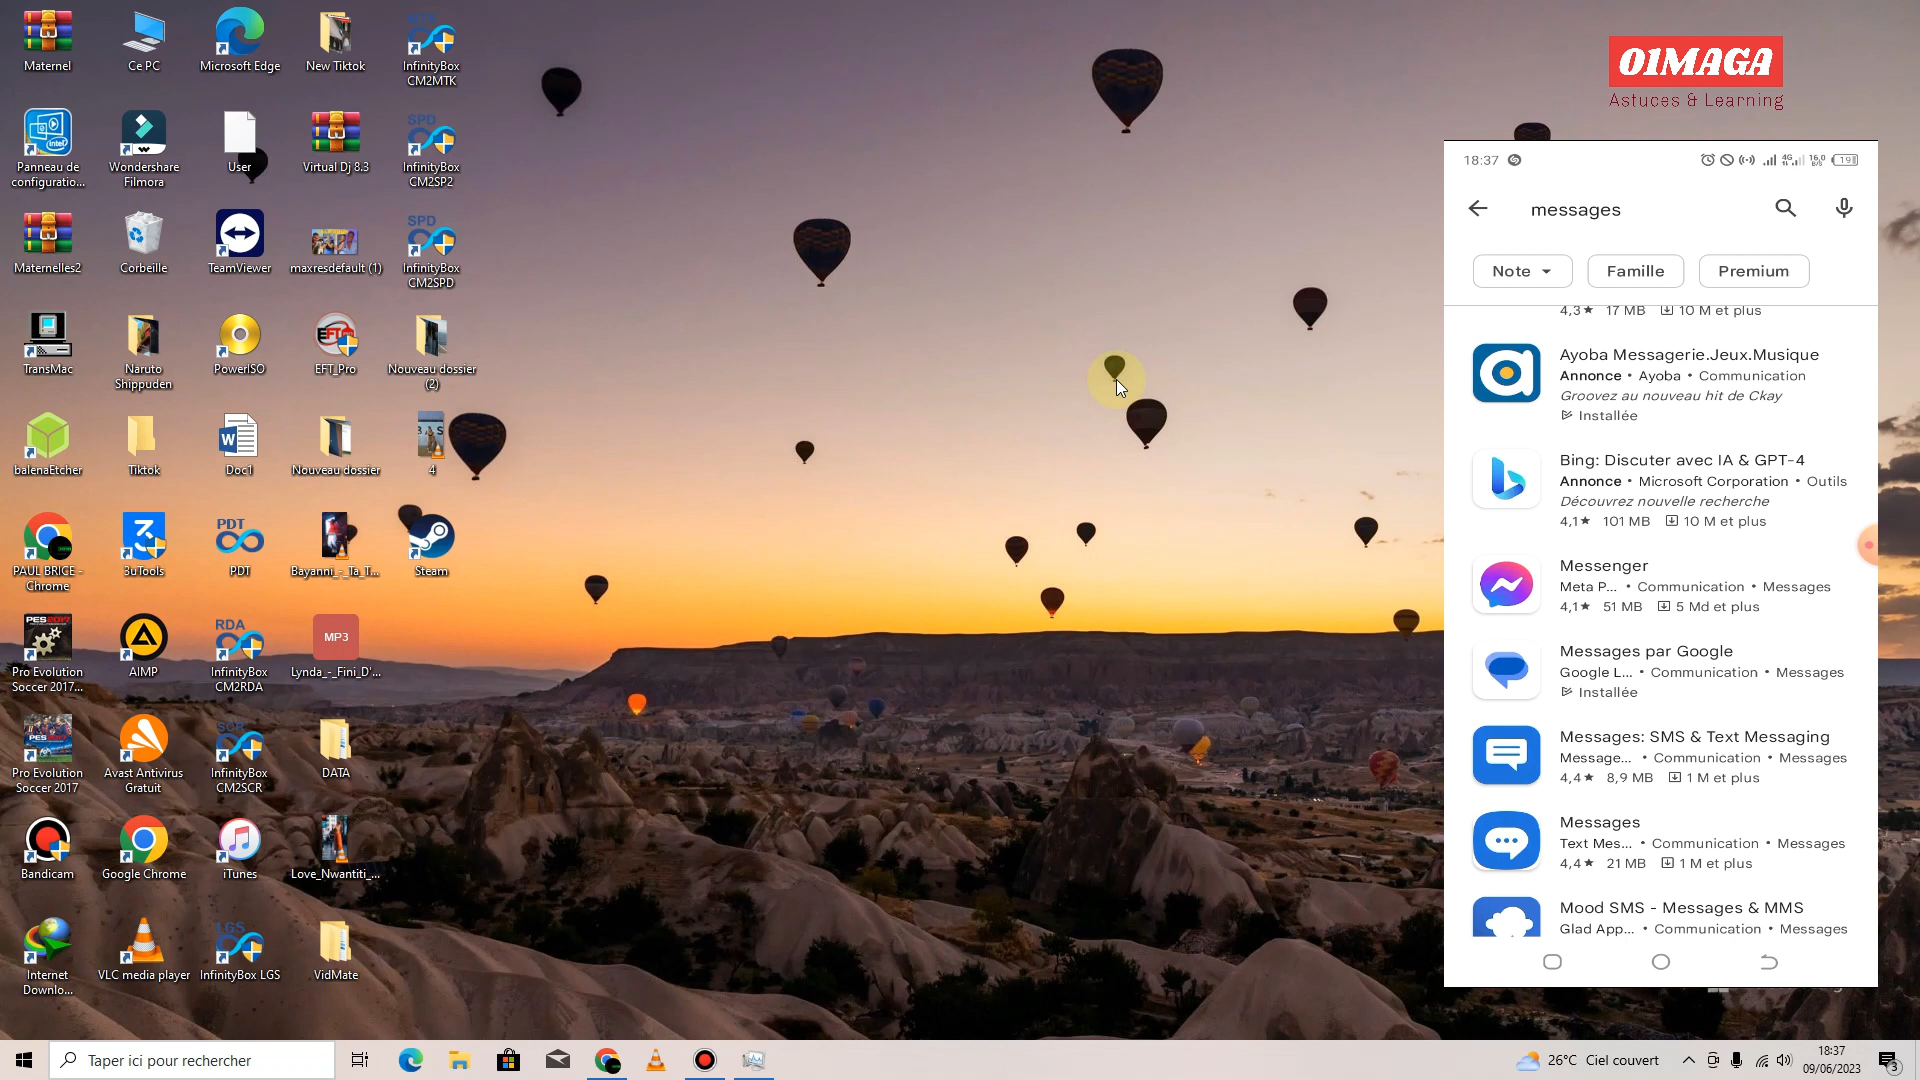 Maternel
Ce PC
Microsoft Edge
New Tiktok
InfinityBox
CM2MTK
Panneau de
configuratio...
Wondershare
Filmora
User
Virtual Dj 8.3
InfinityBox
CM2SP2
Maternelles2
Corbeille
TeamViewer
maxresdefault (1)
InfinityBox
CM2SPD
TransMac
Naruto
Shippuden
PowerISO
EFT_Pro
Nouveau dossier
(2)
balenaEtcher
Tiktok
Doc1
Nouveau dossier
4
PAUL BRICE -
Chrome
3uTools
PDT
Bayanni_-_Ta_T...
Steam
Pro Evolution
Soccer 2017...
AIMP
InfinityBox
CM2RDA
MP3
Lynda_-_Fini_D'...
Pro Evolution
Soccer 2017
Avast Antivirus
Gratuit
InfinityBox
CM2SCR
DATA
Bandicam
Google Chrome
iTunes
Love_Nwantiti_...
Internet
Downlo...
VLC media player
InfinityBox LGS
VidMate
01MAGA
Astuces & Learning
18:37
messages
Note
Famille
Premium
4,3★ 17 MB 10 M et plus
Ayoba Messagerie.Jeux.Musique
Annonce • Ayoba • Communication
Groovez au nouveau hit de Ckay
Installée
Bing: Discuter avec IA & GPT-4
Annonce • Microsoft Corporation • Outils
Découvrez nouvelle recherche
4,1★ 101 MB 10 M et plus
Messenger
Meta P... • Communication • Messages
4,1★ 51 MB 5 Md et plus
Messages par Google
Google L... • Communication • Messages
Installée
Messages: SMS & Text Messaging
Message... • Communication • Messages
4,4★ 8,9 MB 1 M et plus
Messages
Text Mes... • Communication • Messages
4,4★ 21 MB 1 M et plus
Mood SMS - Messages & MMS
Glad App... • Communication • Messages
Taper ici pour rechercher
26°C Ciel couvert
18:37
09/06/2023
3